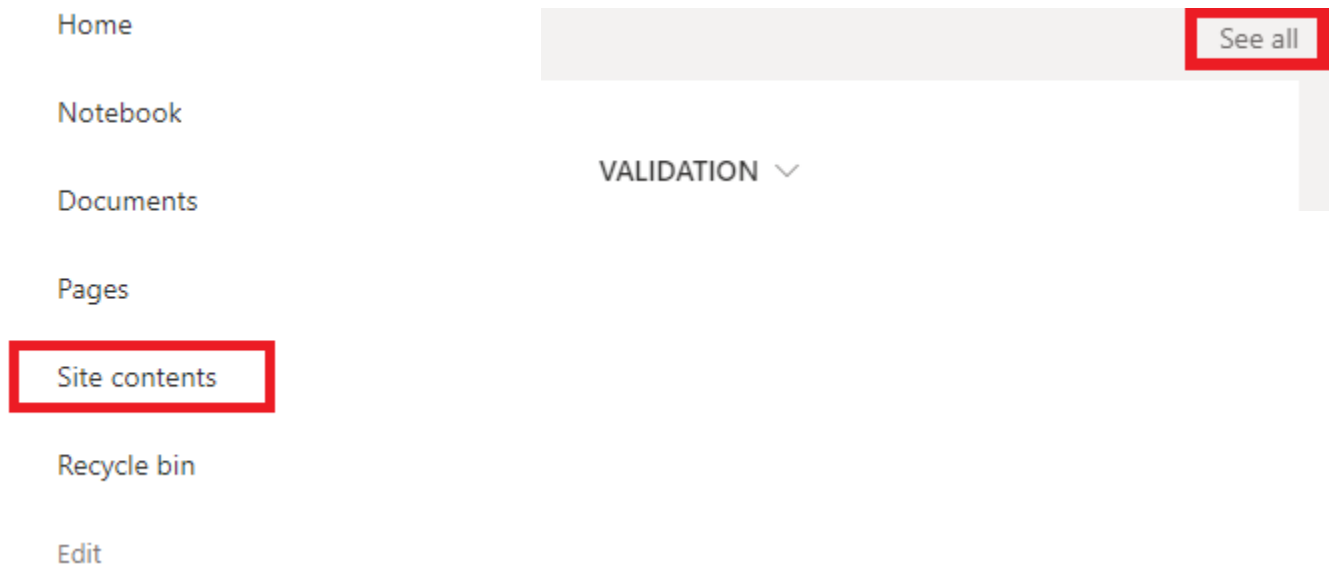 Home
Notebook
Documents
Pages
Site contents
Recycle bin
Edit
See all
VALIDATION